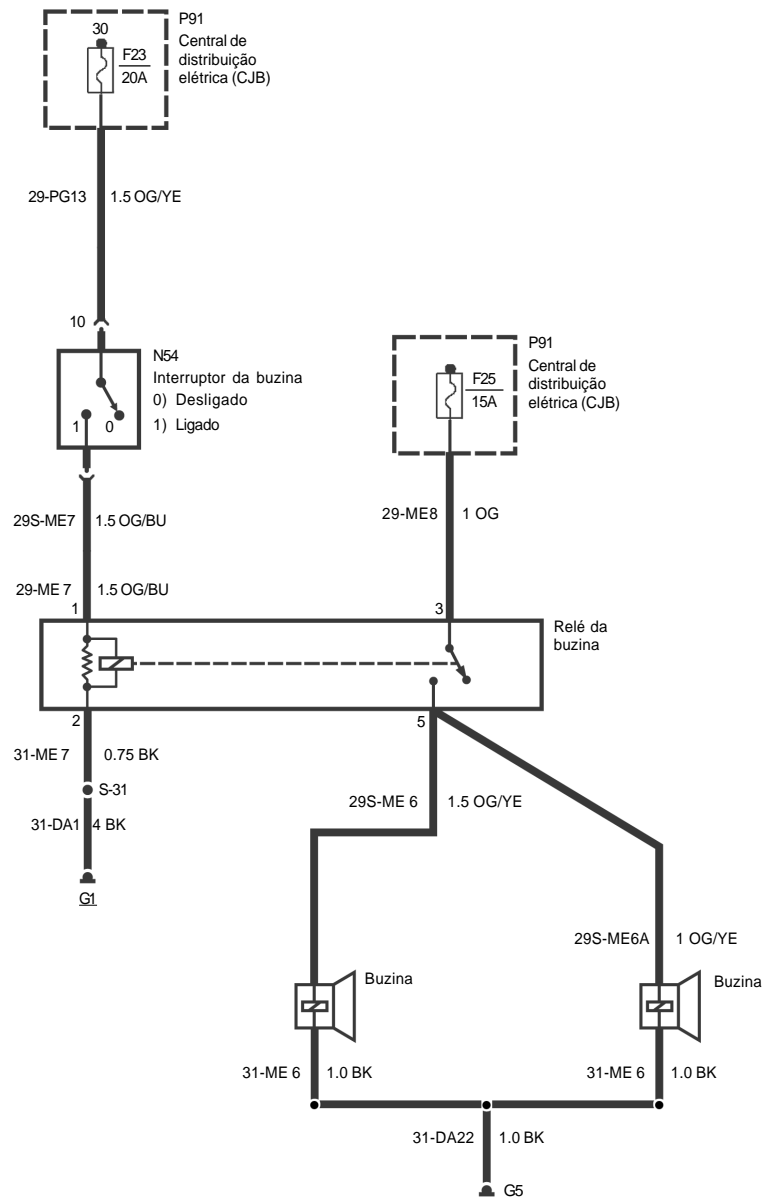 P91
30
Central de
distribuição
elétrica (CJB)
F23
20A
29-PG13 1.5 OG/YE
10
N54
Interruptor da buzina
0) Desligado
1) Ligado
1 0
P91
Central de
distribuição
elétrica (CJB)
F25
15A
29S-ME7 1.5 OG/BU
29-ME8 1 OG
29-ME 7 1.5 OG/BU
1 3
Relé da
buzina
2 5
31-ME 7 0.75 BK
S-31
31-DA1 4 BK
G1
29S-ME 6 1.5 OG/YE
29S-ME6A 1 OG/YE
Buzina
Buzina
31-ME 6 1.0 BK
31-ME 6 1.0 BK
31-DA22 1.0 BK
G5